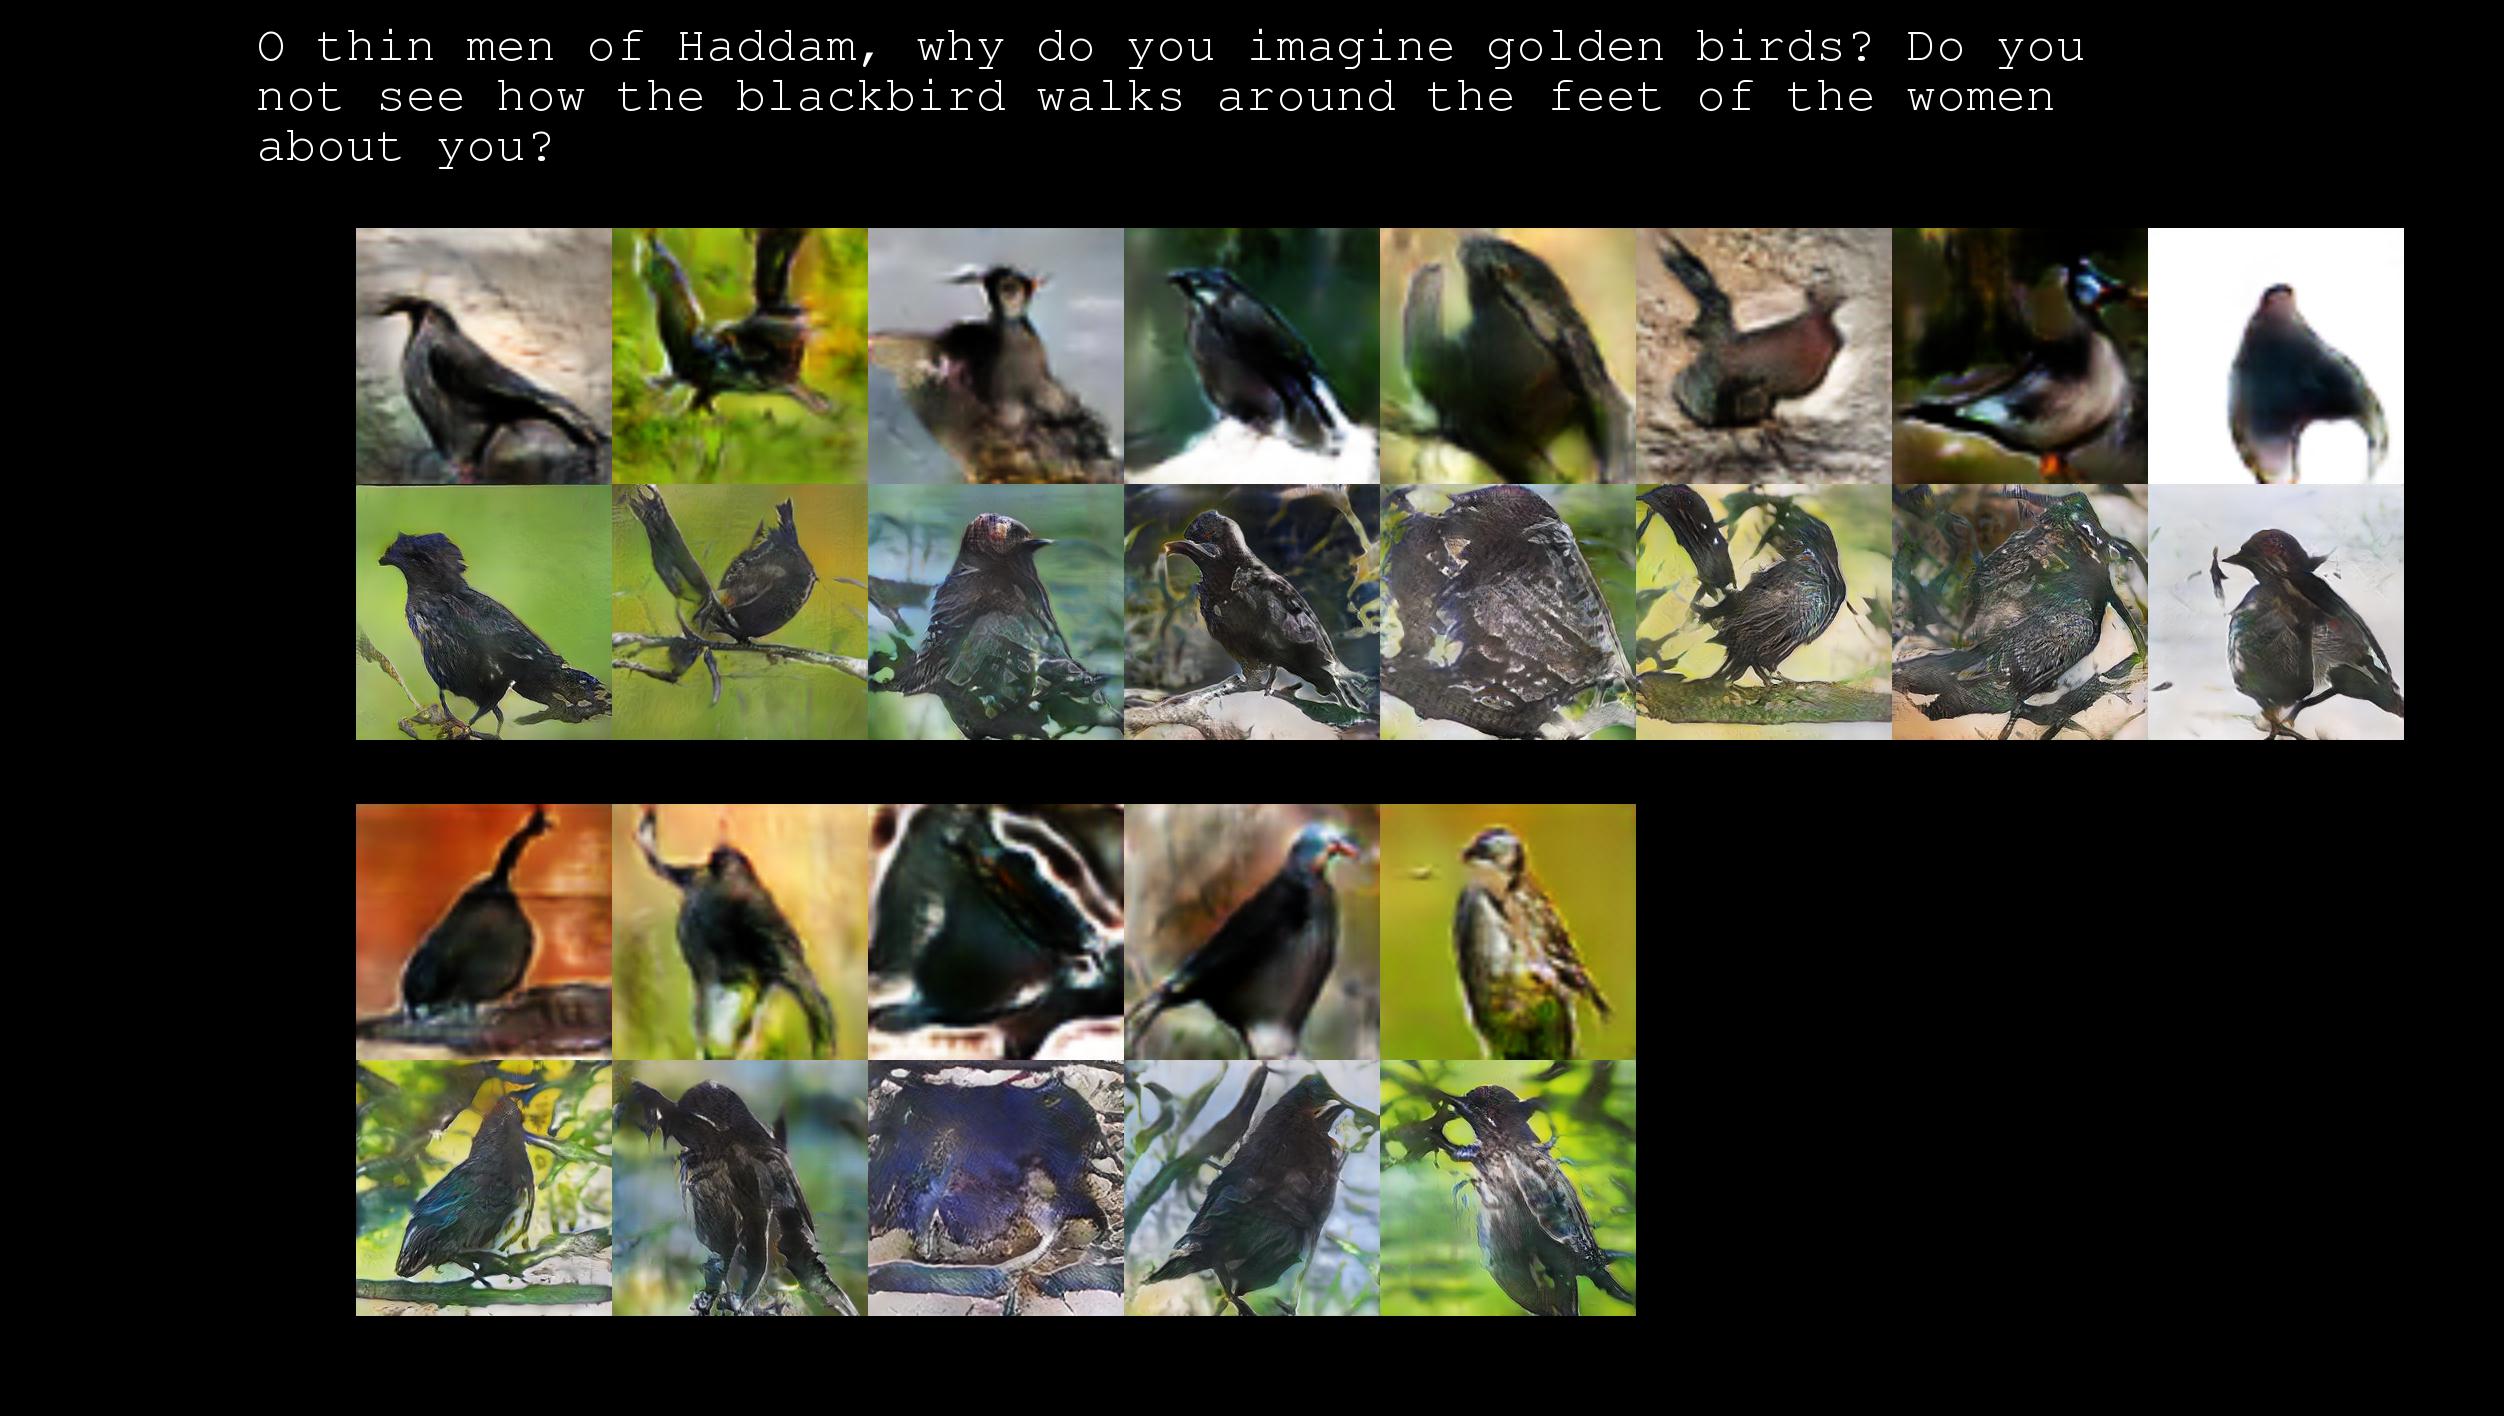 O thin men of Haddam, why do you imagine golden birds? Do you
not see how the blackbird walks around the feet of the women
about you?